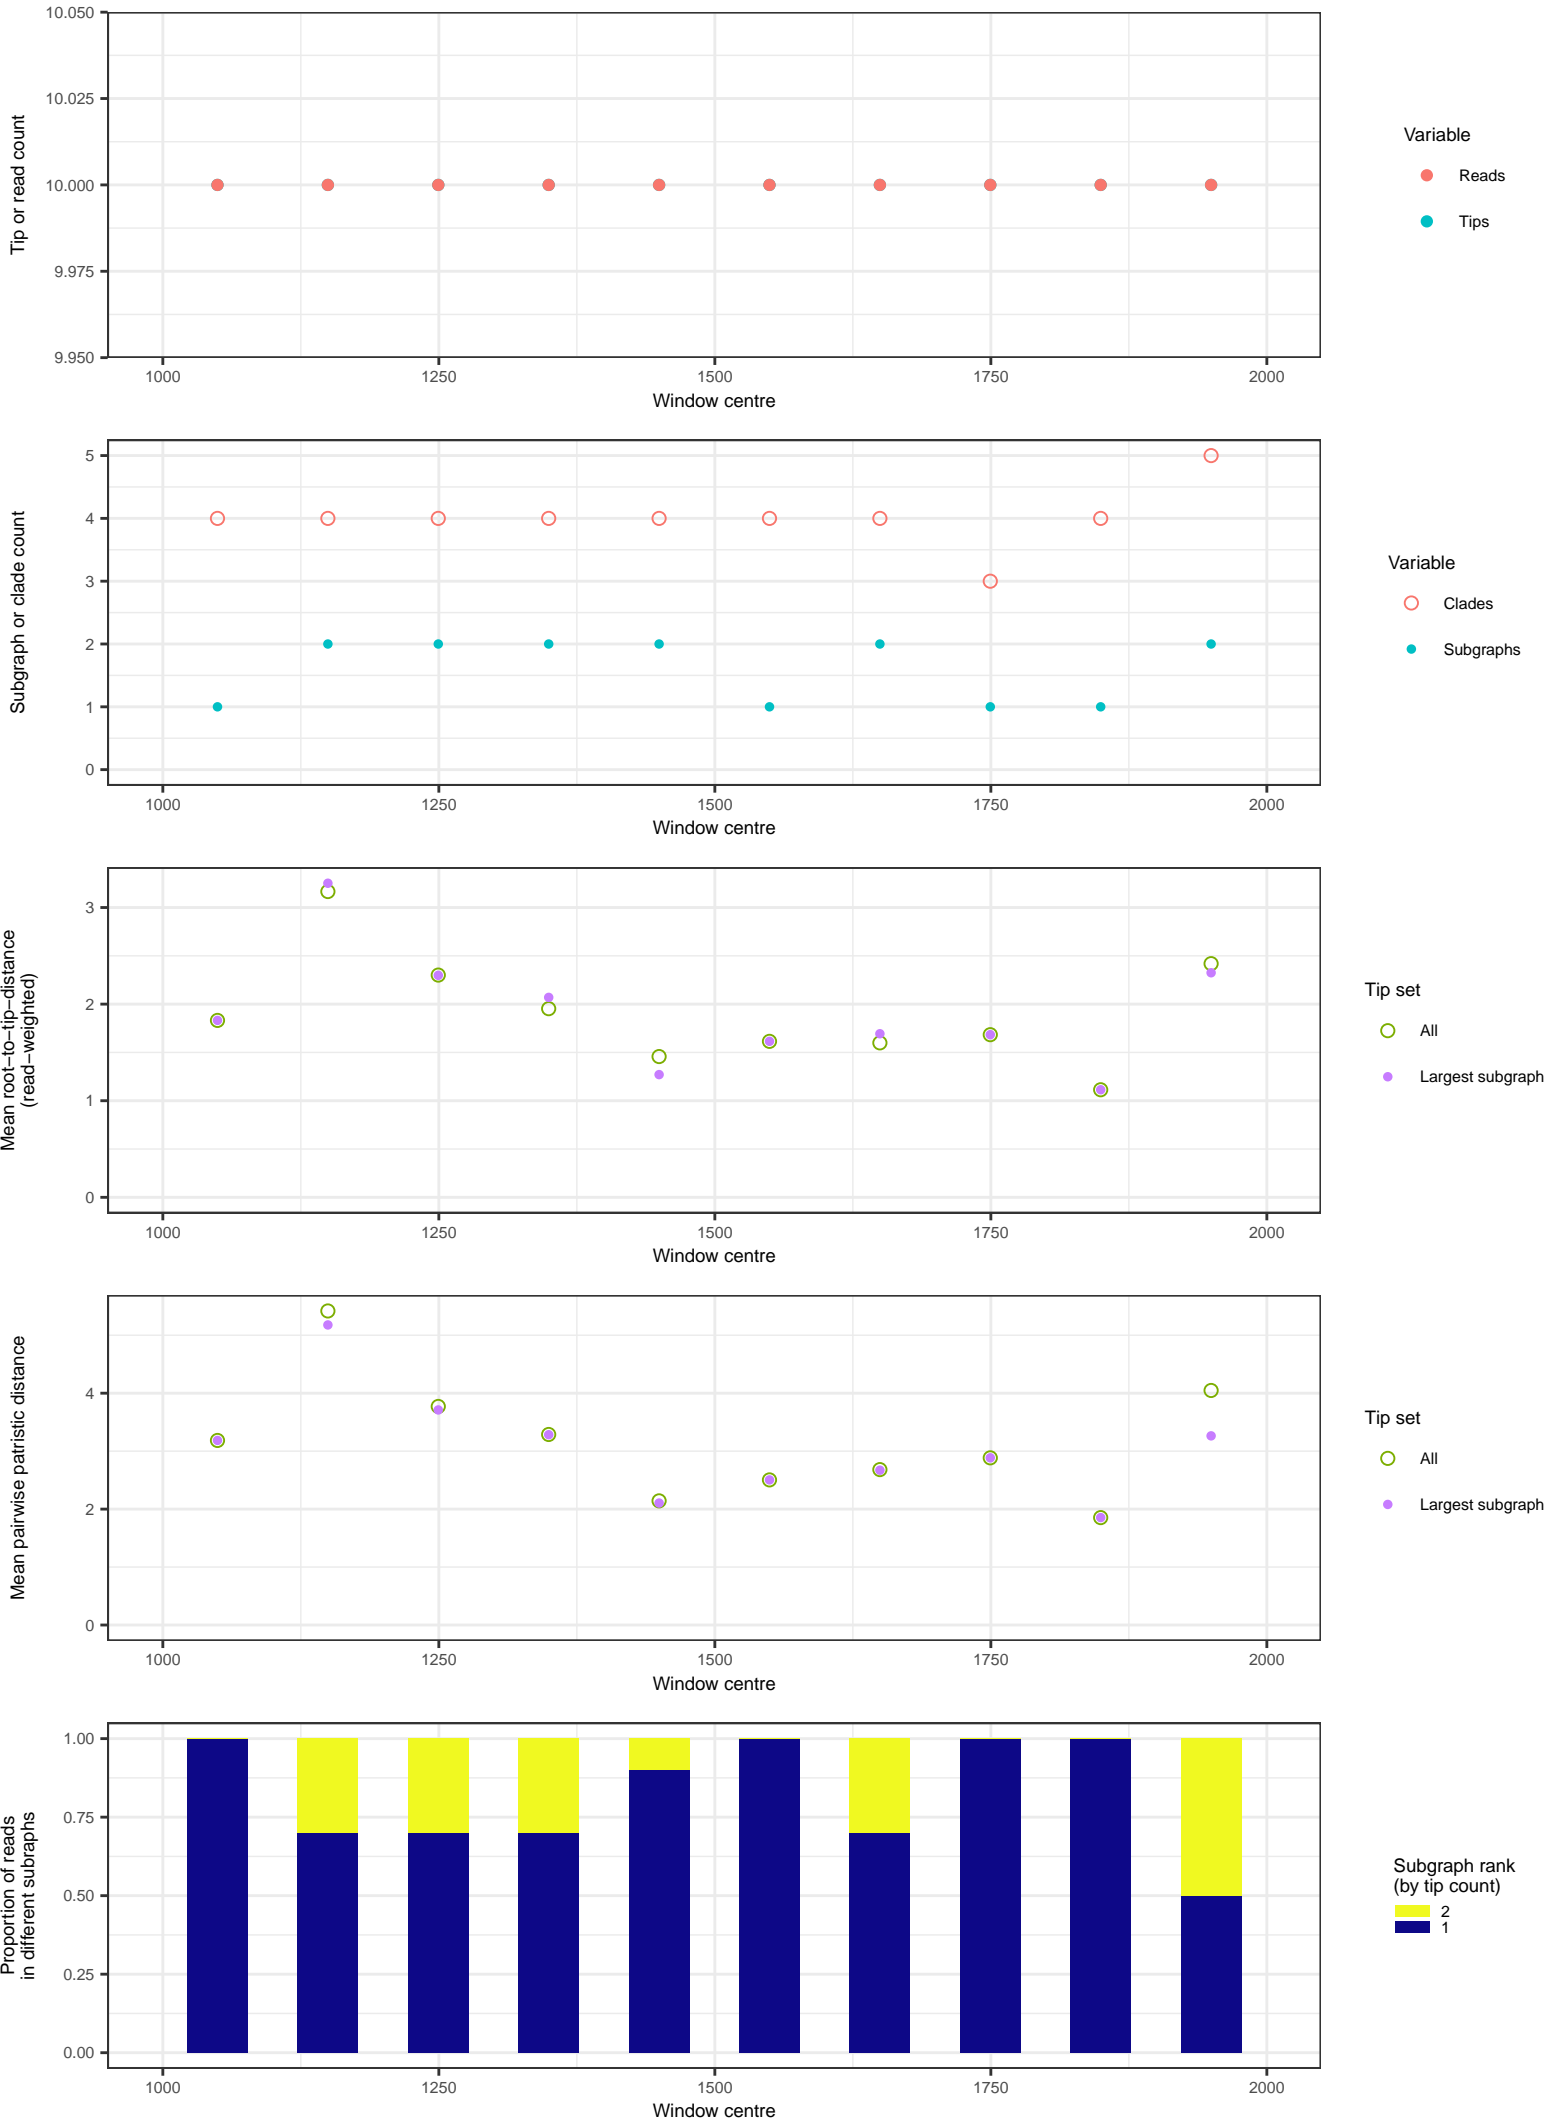 10.050
10.025
10.000
9.975
9.950
Tip or read count
1000 1250 1500 1750 2000
Window centre
Variable
Reads
Tips
5
4
3
2
1
0
Subgraph or clade count
1000 1250 1500 1750 2000
Window centre
Variable
Clades
Subgraphs
3
2
1
0
Mean root−to−tip−distance
(read−weighted)
1000 1250 1500 1750 2000
Window centre
Tip set
All
Largest subgraph
4
2
0
Mean pairwise patristic distance
1000 1250 1500 1750 2000
Window centre
Tip set
All
Largest subgraph
1.00
0.75
0.50
0.25
0.00
Proportion of reads
in different subraphs
1000 1250 1500 1750 2000
Window centre
Subgraph rank
(by tip count)
2
1